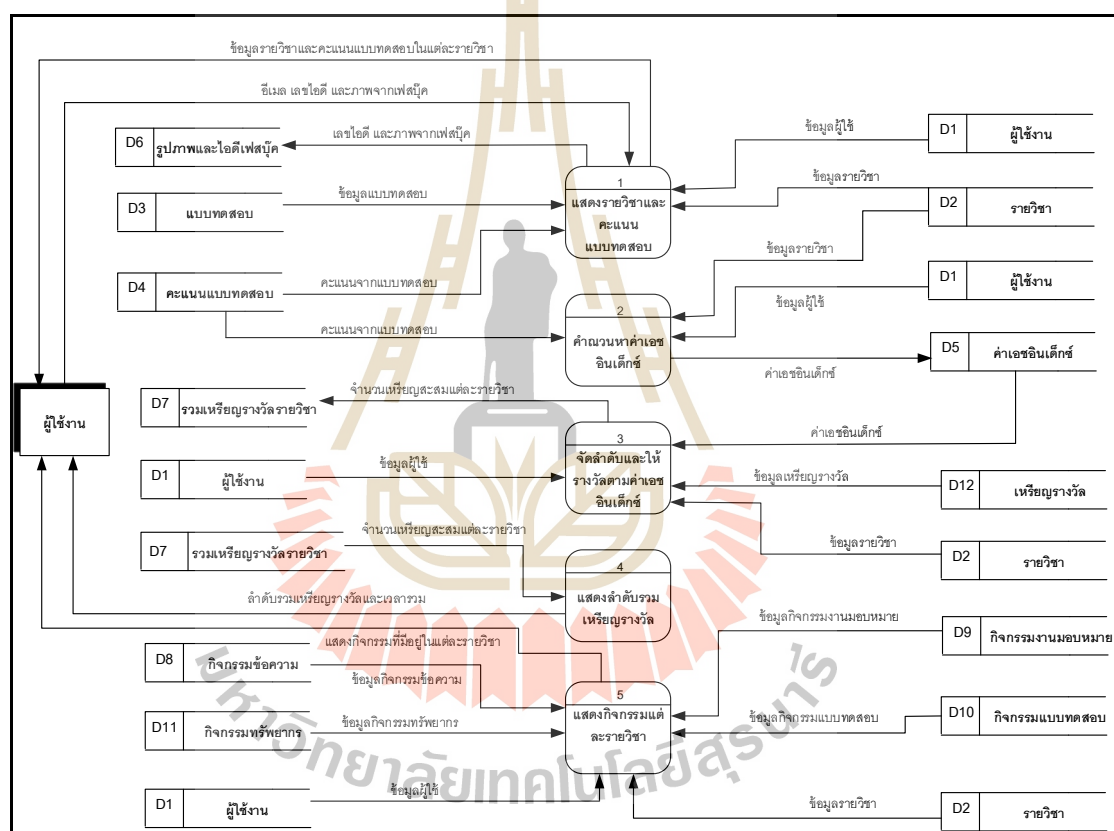 ข้อมูลรายวิชาและคะแนนแบบทดสอบในแต่ละรายวิชา
อีเมล เลขไอดี และภาพจากเฟสบุ๊ค
D6 รูปภาพและไอดีเฟสบุ๊ค
เลขไอดี และภาพจากเฟสบุ๊ค
ข้อมูลผู้ใช้
D1 ผู้ใช้งาน
D3 แบบทดสอบ
ข้อมูลแบบทดสอบ
1
แสดงรายวิชาและ
คะแนน
แบบทดสอบ
ข้อมูลรายวิชา
D2 รายวิชา
ข้อมูลรายวิชา
D4 คะแนนแบบทดสอบ
คะแนนจากแบบทดสอบ
คะแนนจากแบบทดสอบ
D1 ผู้ใช้งาน
ข้อมูลผู้ใช้
2
คำณวนหาค่าเอช
อินเด็กซ์
D5 ค่าเอชอินเด็กซ์
ค่าเอชอินเด็กซ์
ผู้ใช้งาน
D7 รวมเหรียญรางวัลรายวิชา
จำนวนเหรียญสะสมแต่ละรายวิชา
ค่าเอชอินเด็กซ์
3
จัดลำดับและให้
รางวัลตามค่าเอช
อินเด็กซ์
D1 ผู้ใช้งาน
ข้อมูลผู้ใช้
ข้อมูลเหรียญรางวัล
D12 เหรียญรางวัล
D7 รวมเหรียญรางวัลรายวิชา
จำนวนเหรียญสะสมแต่ละรายวิชา
ข้อมูลรายวิชา
D2 รายวิชา
4
แสดงลำดับรวม
เหรียญรางวัล
ลำดับรวมเหรียญรางวัลและเวลารวม
ข้อมูลกิจกรรมงานมอบหมาย
D9 กิจกรรมงานมอบหมาย
แสดงกิจกรรมที่มีอยู่ในแต่ละรายวิชา
D8 กิจกรรมข้อความ
ข้อมูลกิจกรรมข้อความ
5
แสดงกิจกรรมแต่
ละรายวิชา
D11 กิจกรรมทรัพยากร
ข้อมูลกิจกรรมทรัพยากร
ข้อมูลกิจกรรมแบบทดสอบ
D10 กิจกรรมแบบทดสอบ
D1 ผู้ใช้งาน
ข้อมูลผู้ใช้
ข้อมูลรายวิชา
D2 รายวิชา
มหาวิทยาลัยเทคโนโลยีสุรนารี